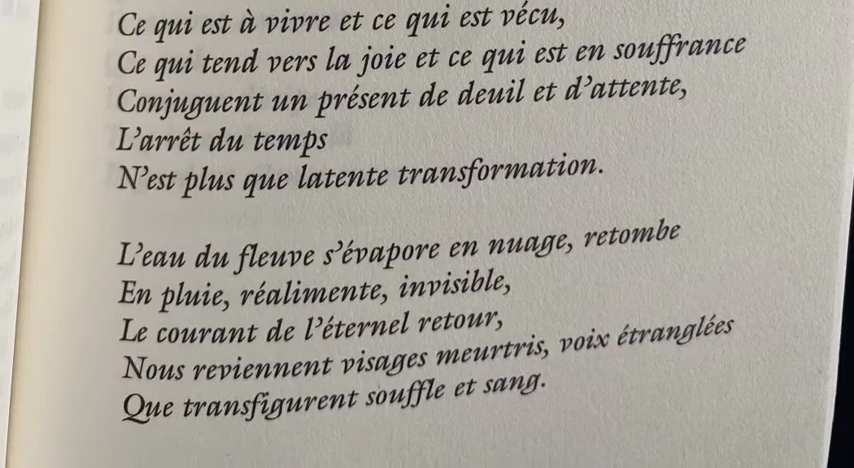 Ce qui est à vivre et ce qui est vécu,
Ce qui tend vers la joie et ce qui est en souffrance
Conjuguent un présent de deuil et d’attente,
L’arrêt du temps
N’est plus que latente transformation.
L’eau du fleuve s’évapore en nuage, retombe
En pluie, réalimente, invisible,
Le courant de l’éternel retour,
Nous reviennent visages meurtris, voix étranglées
Que transfigurent souffle et sang.